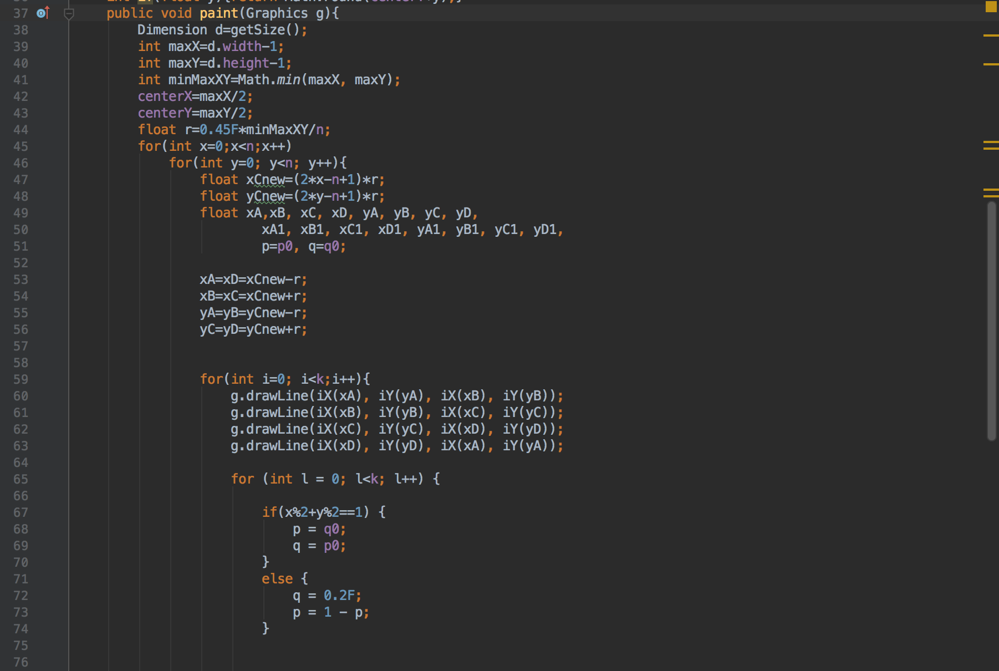 37 public void paint(Graphics g){
38 Dimension d=getSize();
39 int maxX=d.width-1;
40 int maxY=d.height-1;
41 int minMaxXY=Math.min(maxX, maxY);
42 centerX=maxX/2;
43 centerY=maxY/2;
44 float r=0.45F*minMaxXY/n;
45 for(int x=0;x<n;x++)
46 for(int y=0; y<n; y++){
47 float xCnew=(2*x-n+1)*r;
48 float yCnew=(2*y-n+1)*r;
49 float xA,xB, xC, xD, yA, yB, yC, yD,
50 xA1, xB1, xC1, xD1, yA1, yB1, yC1, yD1,
51 p=p0, q=q0;
52
53 xA=xD=xCnew-r;
54 xB=xC=xCnew+r;
55 yA=yB=yCnew-r;
56 yC=yD=yCnew+r;
57
58
59 for(int i=0; i<k;i++){
60 g.drawLine(iX(xA), iY(yA), iX(xB), iY(yB));
61 g.drawLine(iX(xB), iY(yB), iX(xC), iY(yC));
62 g.drawLine(iX(xC), iY(yC), iX(xD), iY(yD));
63 g.drawLine(iX(xD), iY(yD), iX(xA), iY(yA));
64
65 for (int l = 0; l<k; l++) {
66
67 if(x%2+y%2==1) {
68 p = q0;
69 q = p0;
70 }
71 else {
72 q = 0.2F;
73 p = 1 - p;
74 }
75
76